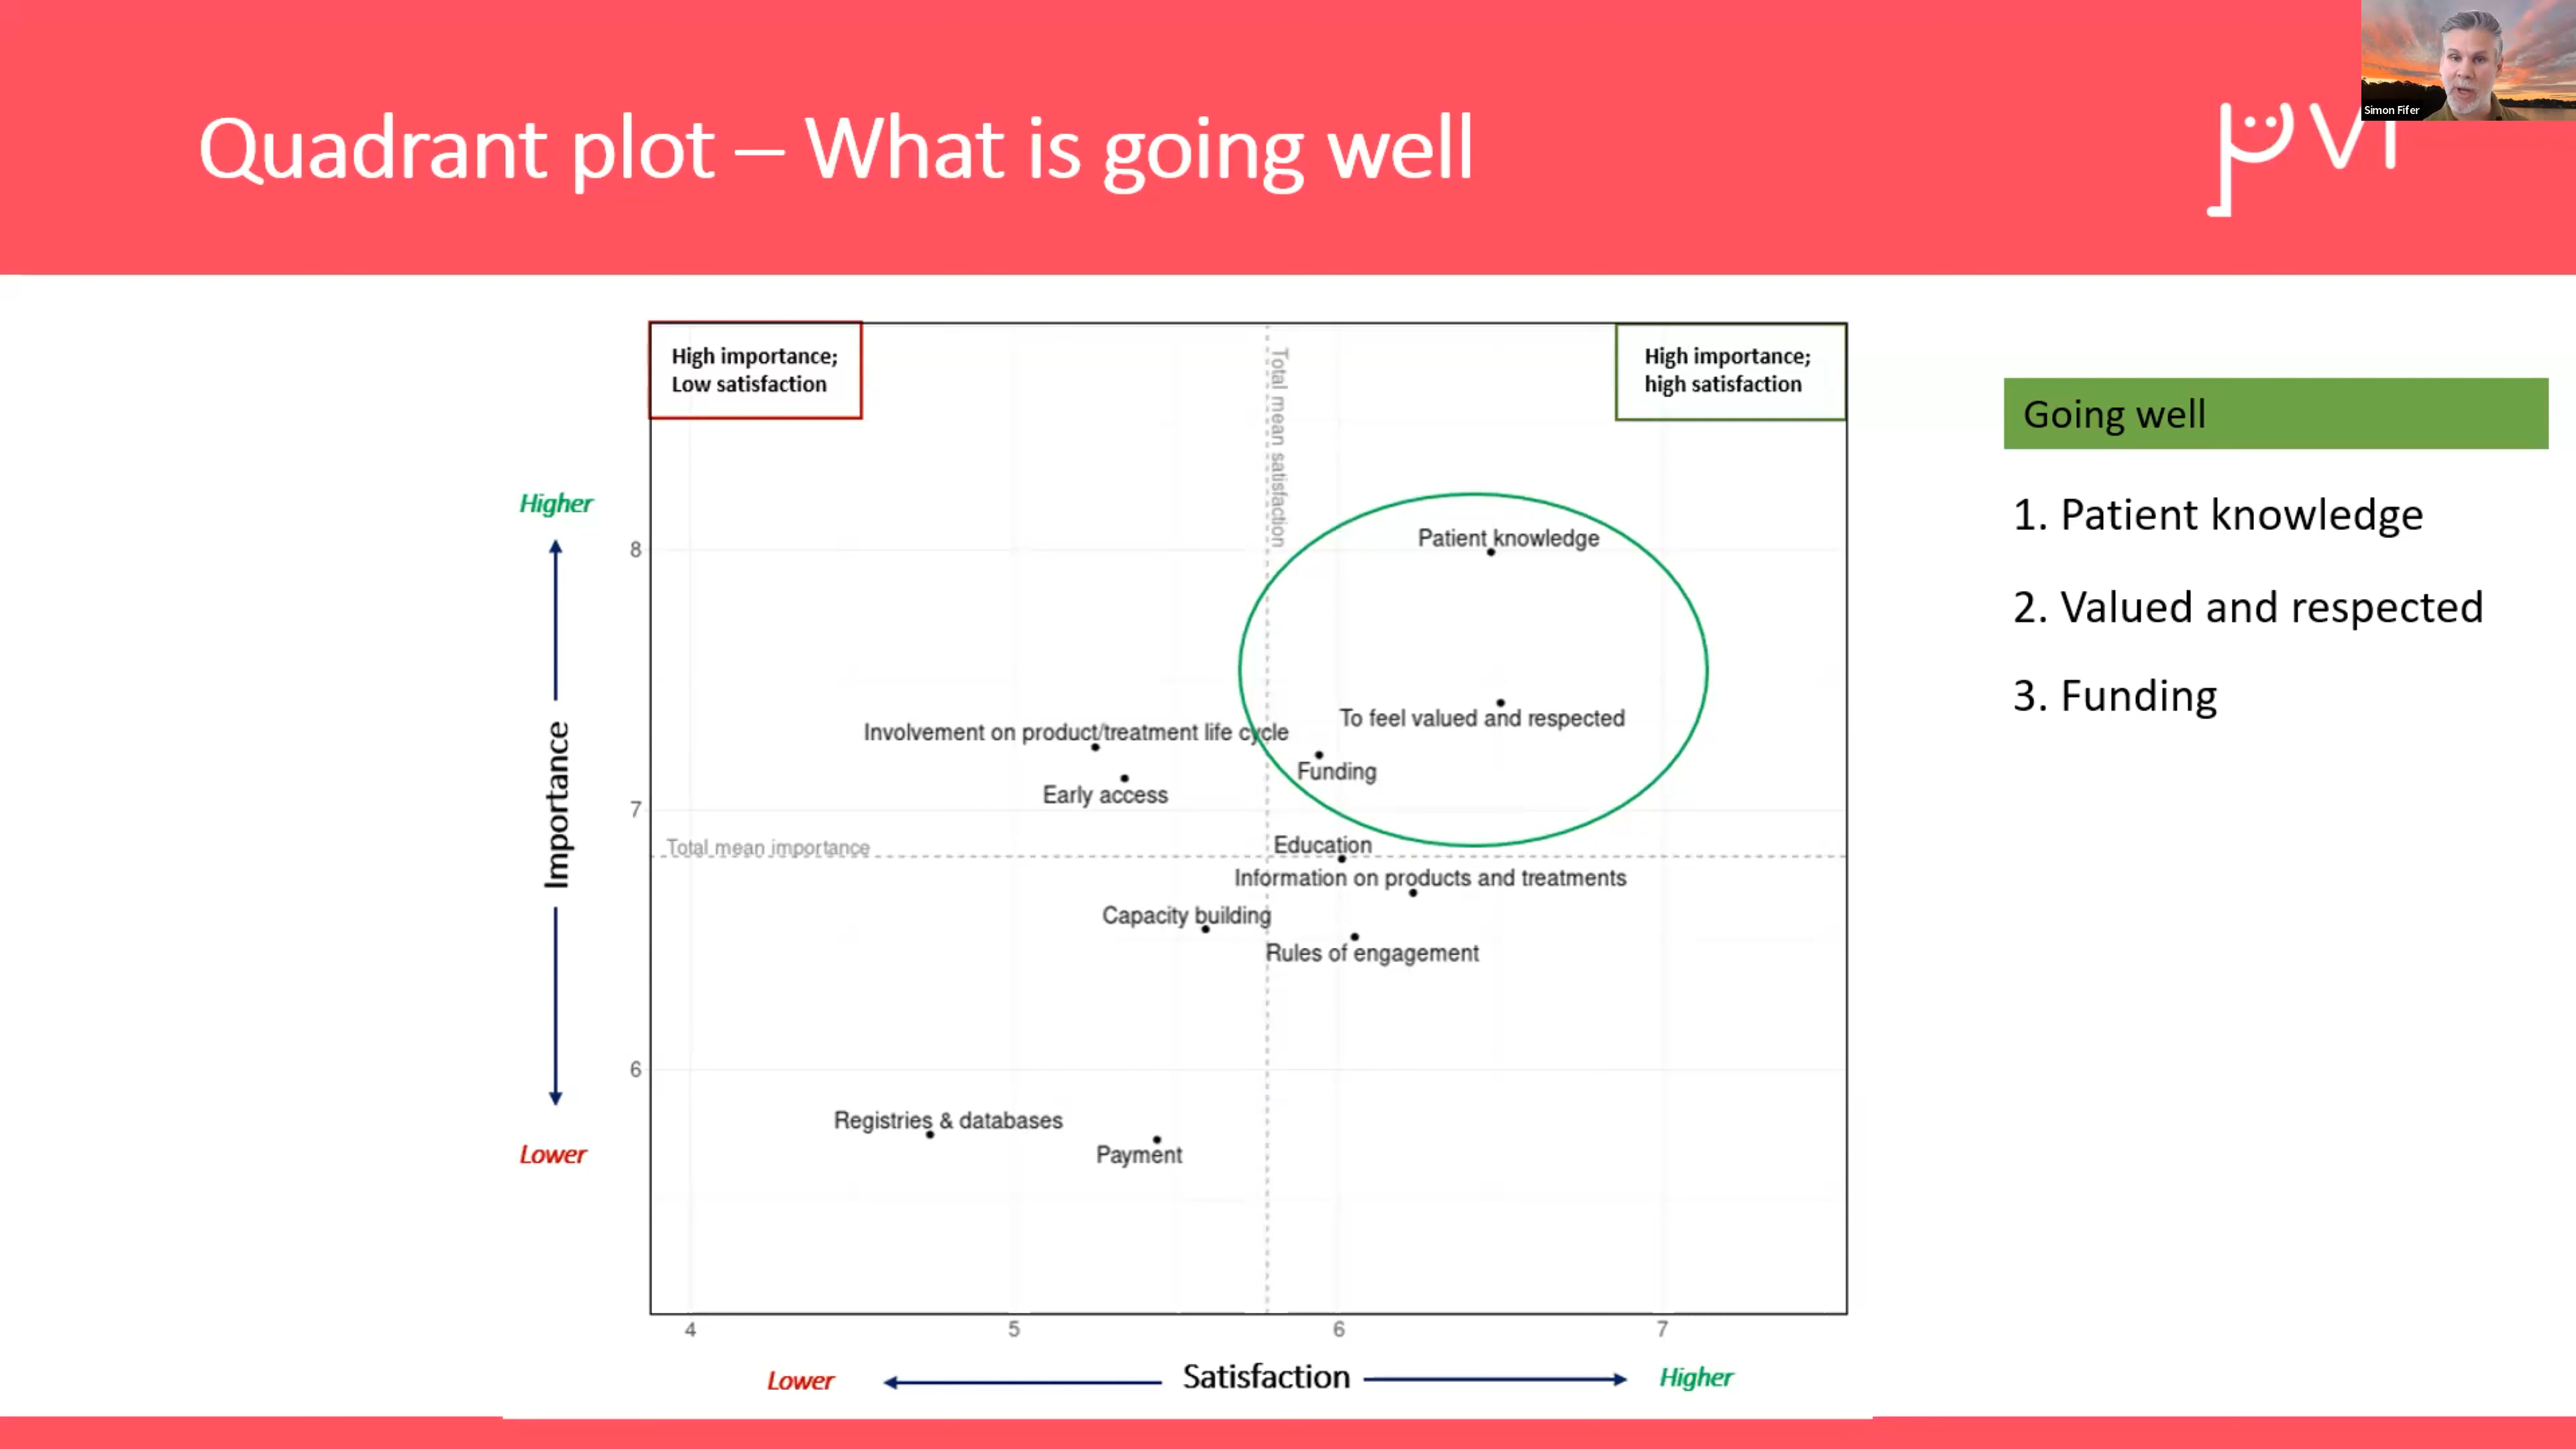 Simon Fifer
Quadrant plot – What is going well
High importance;
Low satisfaction
High importance;
high satisfaction
Total mean satisfaction
Going well
1. Patient knowledge
2. Valued and respected
3. Funding
Higher
Importance
Lower
8
7
6
Patient knowledge
To feel valued and respected
Involvement on product/treatment life cycle
Funding
Early access
Total mean importance
Education
Information on products and treatments
Capacity building
Rules of engagement
Registries & databases
Payment
4 5 6 7
Lower Satisfaction Higher